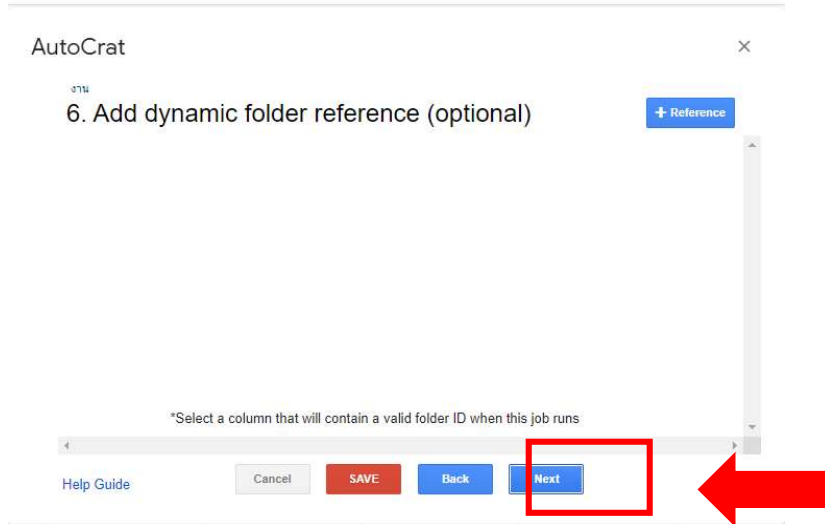 AutoCrat
×
งาน
6. Add dynamic folder reference (optional)
+ Reference
*Select a column that will contain a valid folder ID when this job runs
Help Guide
Cancel
SAVE
Back
Next